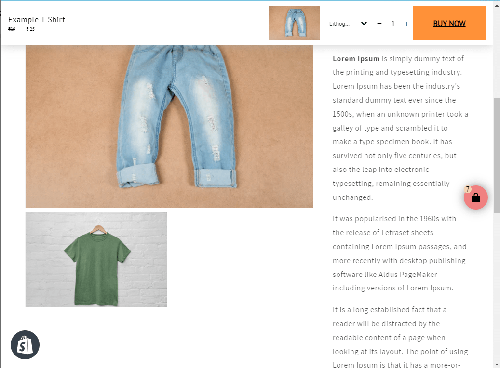 Example T-Shirt
$25
Lithog...
− 1 +
BUY NOW
Lorem Ipsum is simply dummy text of
the printing and typesetting industry.
Lorem Ipsum has been the industry's
standard dummy text ever since the
1500s, when an unknown printer took a
galley of type and scrambled it to
make a type specimen book. It has
survived not only five centuries, but
also the leap into electronic
typesetting, remaining essentially
unchanged.
It was popularised in the 1960s with
the release of Letraset sheets
containing Lorem Ipsum passages, and
more recently with desktop publishing
software like Aldus PageMaker
including versions of Lorem Ipsum.
It is a long established fact that a
reader will be distracted by the
readable content of a page when
looking at its layout. The point of using
Lorem Ipsum is that it has a more-or-